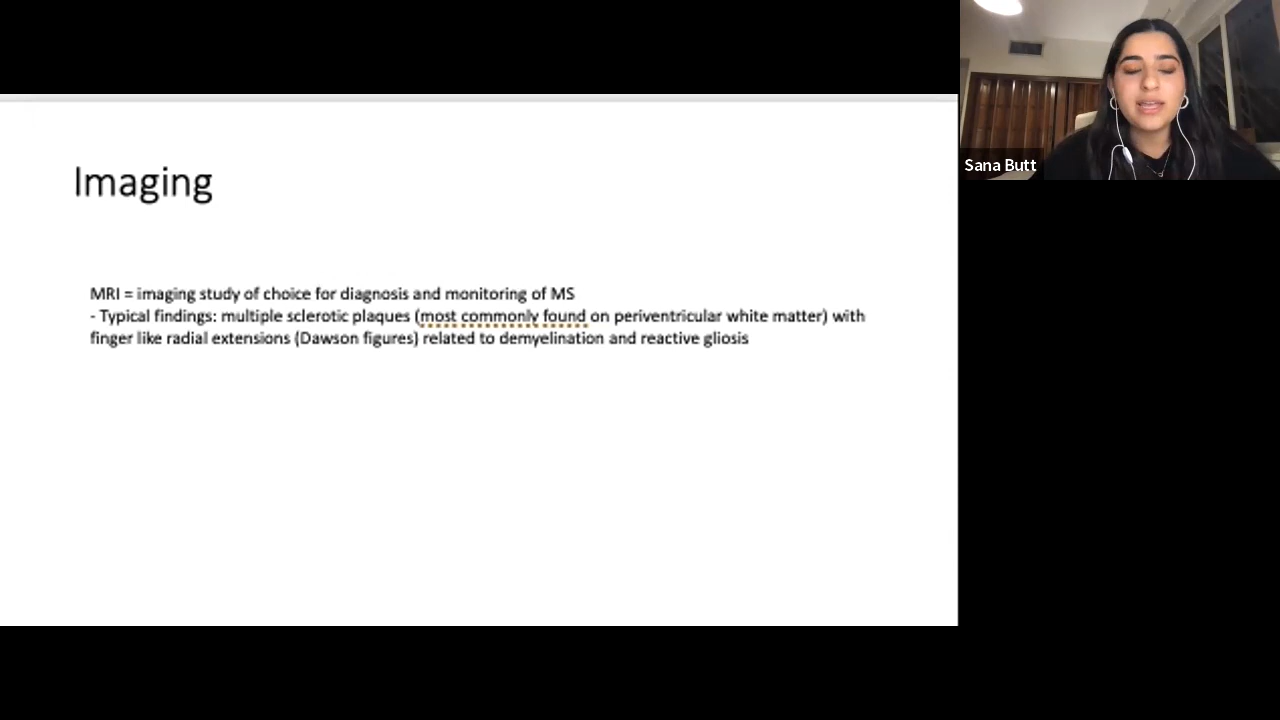 Imaging
MRI = imaging study of choice for diagnosis and monitoring of MS
- Typical findings: multiple sclerotic plaques (most commonly found on periventricular white matter) with
finger like radial extensions (Dawson figures) related to demyelination and reactive gliosis
Sana Butt